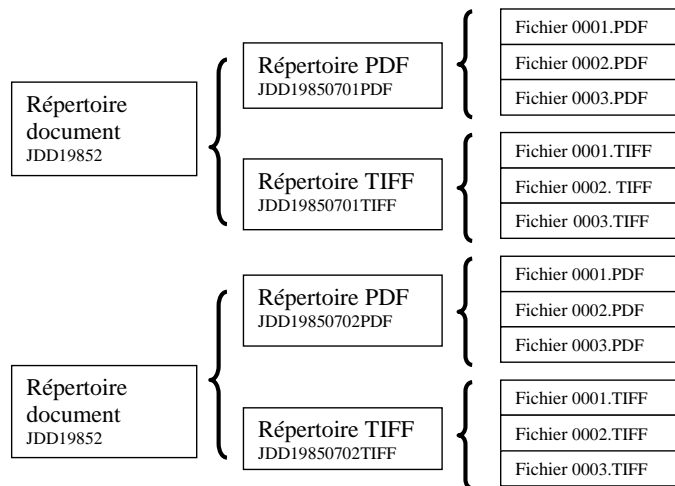 Répertoire
document
JDD19852
Répertoire PDF
JDD19850701PDF
Fichier 0001.PDF
Fichier 0002.PDF
Fichier 0003.PDF
Répertoire TIFF
JDD19850701TIFF
Fichier 0001.TIFF
Fichier 0002. TIFF
Fichier 0003.TIFF
Répertoire
document
JDD19852
Répertoire PDF
JDD19850702PDF
Fichier 0001.PDF
Fichier 0002.PDF
Fichier 0003.PDF
Répertoire TIFF
JDD19850702TIFF
Fichier 0001.TIFF
Fichier 0002.TIFF
Fichier 0003.TIFF